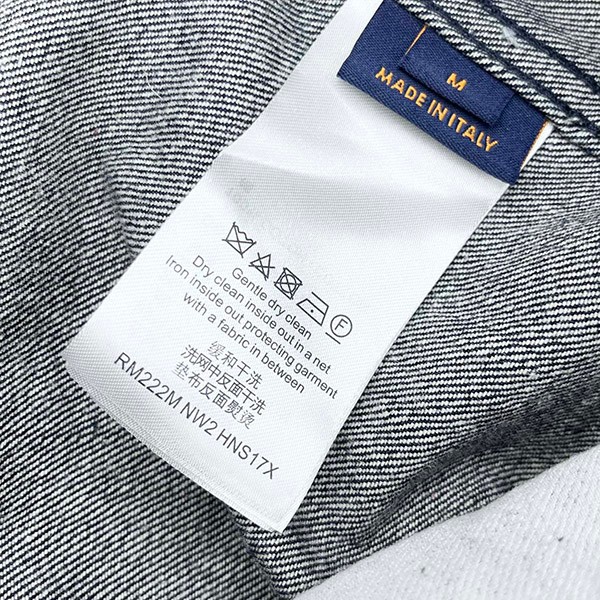 M
MADE IN ITALY
Gentle dry clean
Dry clean inside out in a net
Iron inside out protecting garment
with a fabric in between
缓和干洗
洗网中反面干洗
垫布反面熨烫
RM222M NW2 HNS17X